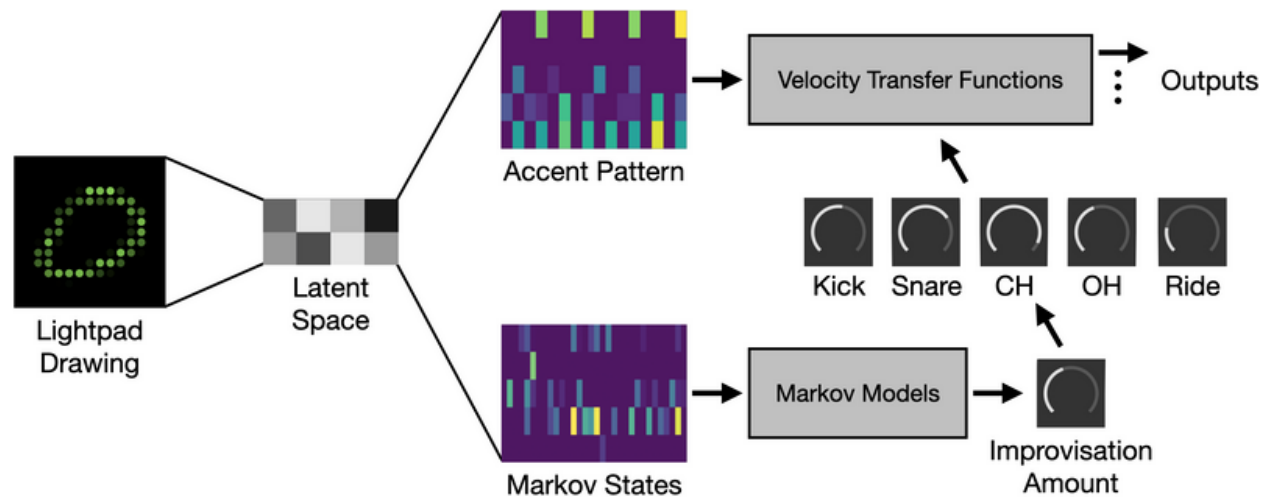 Velocity Transfer Functions
Outputs
Accent Pattern
Lightpad
Drawing
Latent
Space
Kick
Snare
CH
OH
Ride
Markov Models
Markov States
Improvisation
Amount